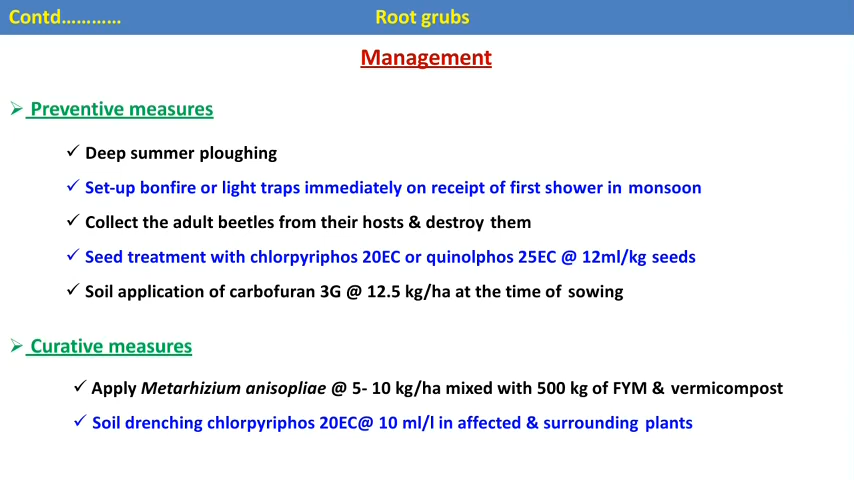 Contd………… Root grubs
Management
➢ Preventive measures
✓ Deep summer ploughing
✓ Set-up bonfire or light traps immediately on receipt of first shower in monsoon
✓ Collect the adult beetles from their hosts & destroy them
✓ Seed treatment with chlorpyriphos 20EC or quinolphos 25EC @ 12ml/kg seeds
✓ Soil application of carbofuran 3G @ 12.5 kg/ha at the time of sowing
➢ Curative measures
✓ Apply Metarhizium anisopliae @ 5- 10 kg/ha mixed with 500 kg of FYM & vermicompost
✓ Soil drenching chlorpyriphos 20EC@ 10 ml/l in affected & surrounding plants